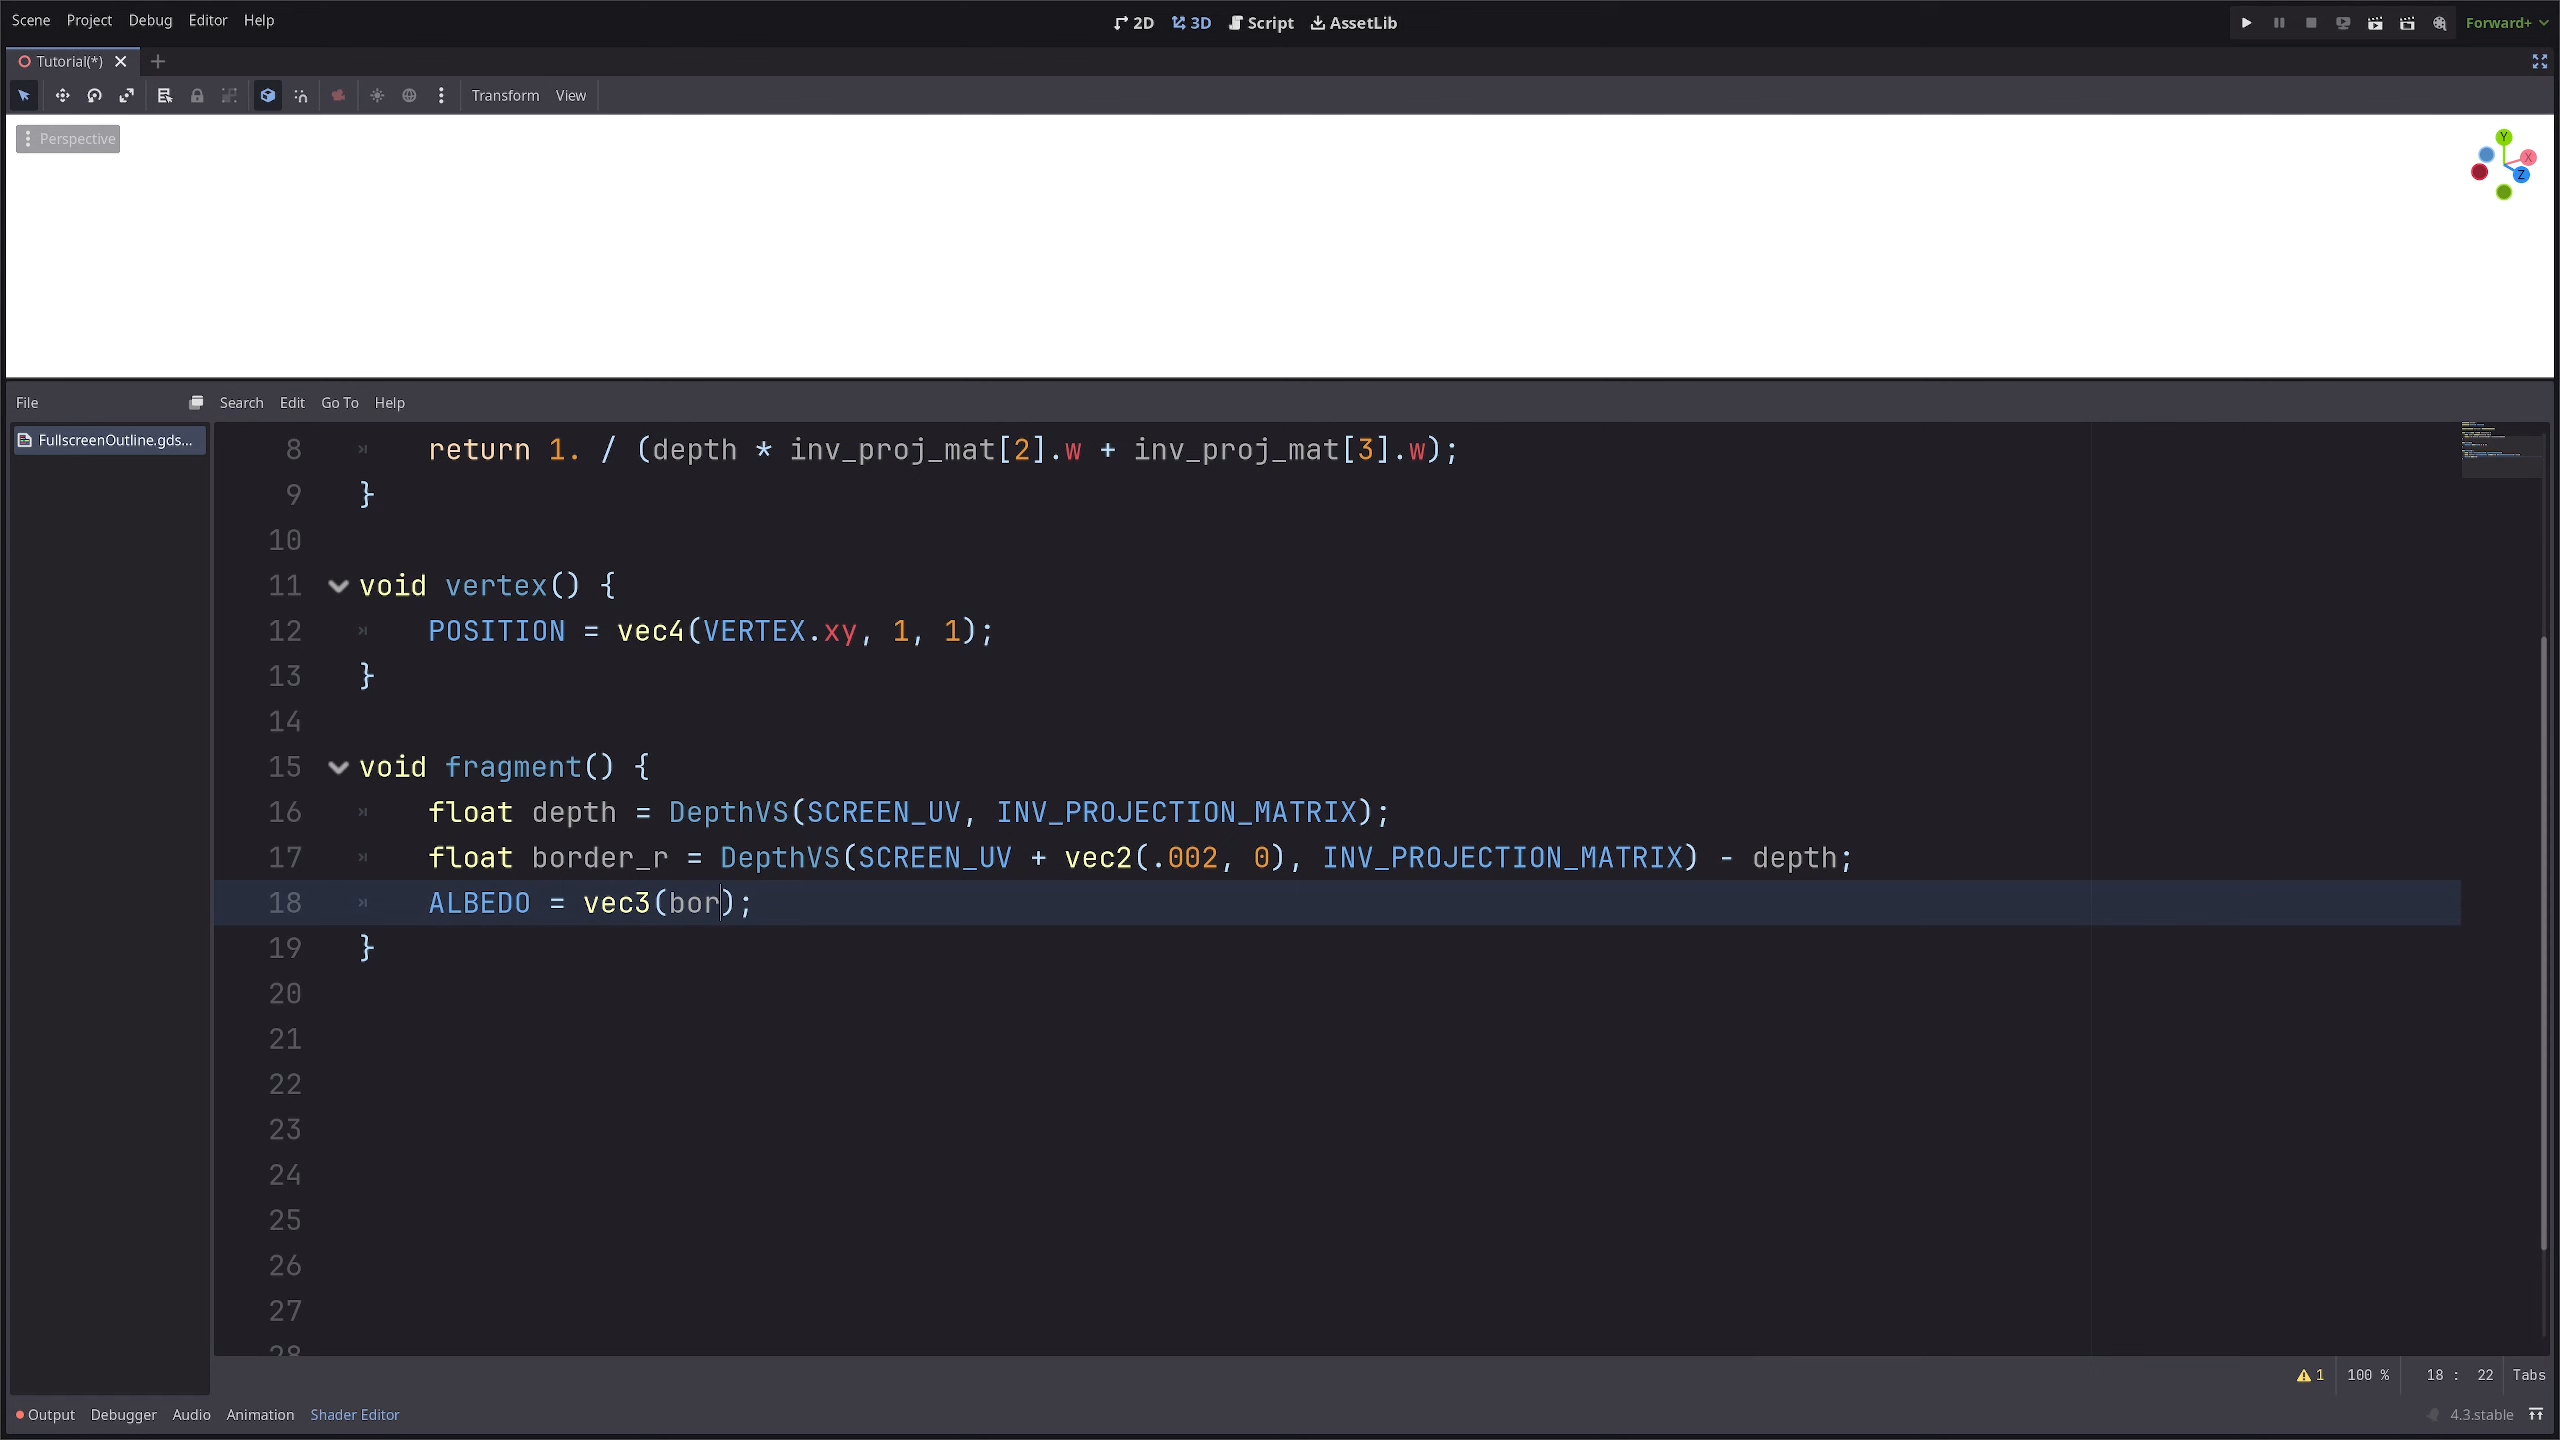 Scene Project Debug Editor Help
2D 3D Script AssetLib
Forward+
Tutorial(*)
Transform View
Perspective
Y
X
Z
File
Search Edit Go To Help
FullscreenOutline.gds...
8 return 1. / (depth * inv_proj_mat[2].w + inv_proj_mat[3].w);
9 }
10
11 void vertex() {
12 POSITION = vec4(VERTEX.xy, 1, 1);
13 }
14
15 void fragment() {
16 float depth = DepthVS(SCREEN_UV, INV_PROJECTION_MATRIX);
17 float border_r = DepthVS(SCREEN_UV + vec2(.002, 0), INV_PROJECTION_MATRIX) - depth;
18 ALBEDO = vec3(bor);
19 }
20
21
22
23
24
25
26
27
28
1 100 % 18 : 22 Tabs
Output Debugger Audio Animation Shader Editor
4.3.stable